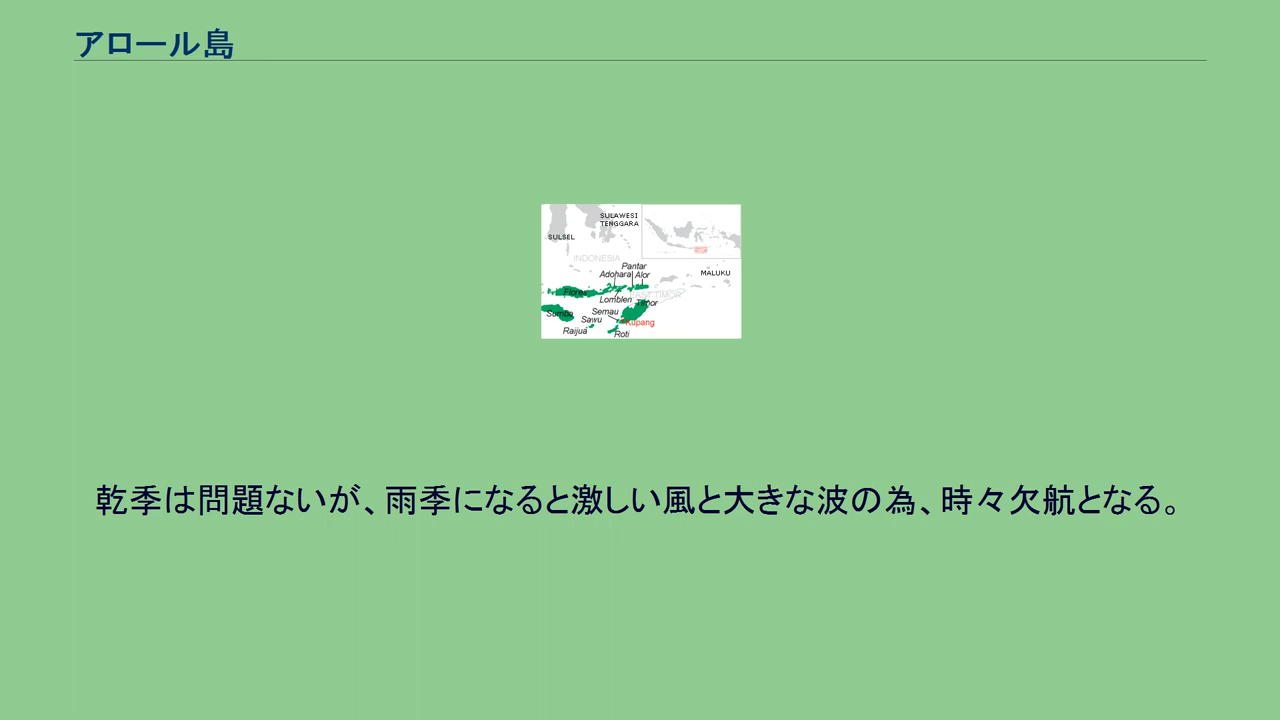 アロール島
SULAWESI
TENGGARA
SULSEL
INDONESIA
Pantar
Adohara
Alor
MALUKU
Flores
Lomblen
EAST TIMOR
Timor
Sumba
Semau
Sawu
Kupang
Raijua
Roti
乾季は問題ないが、雨季になると激しい風と大きな波の為、時々欠航となる。